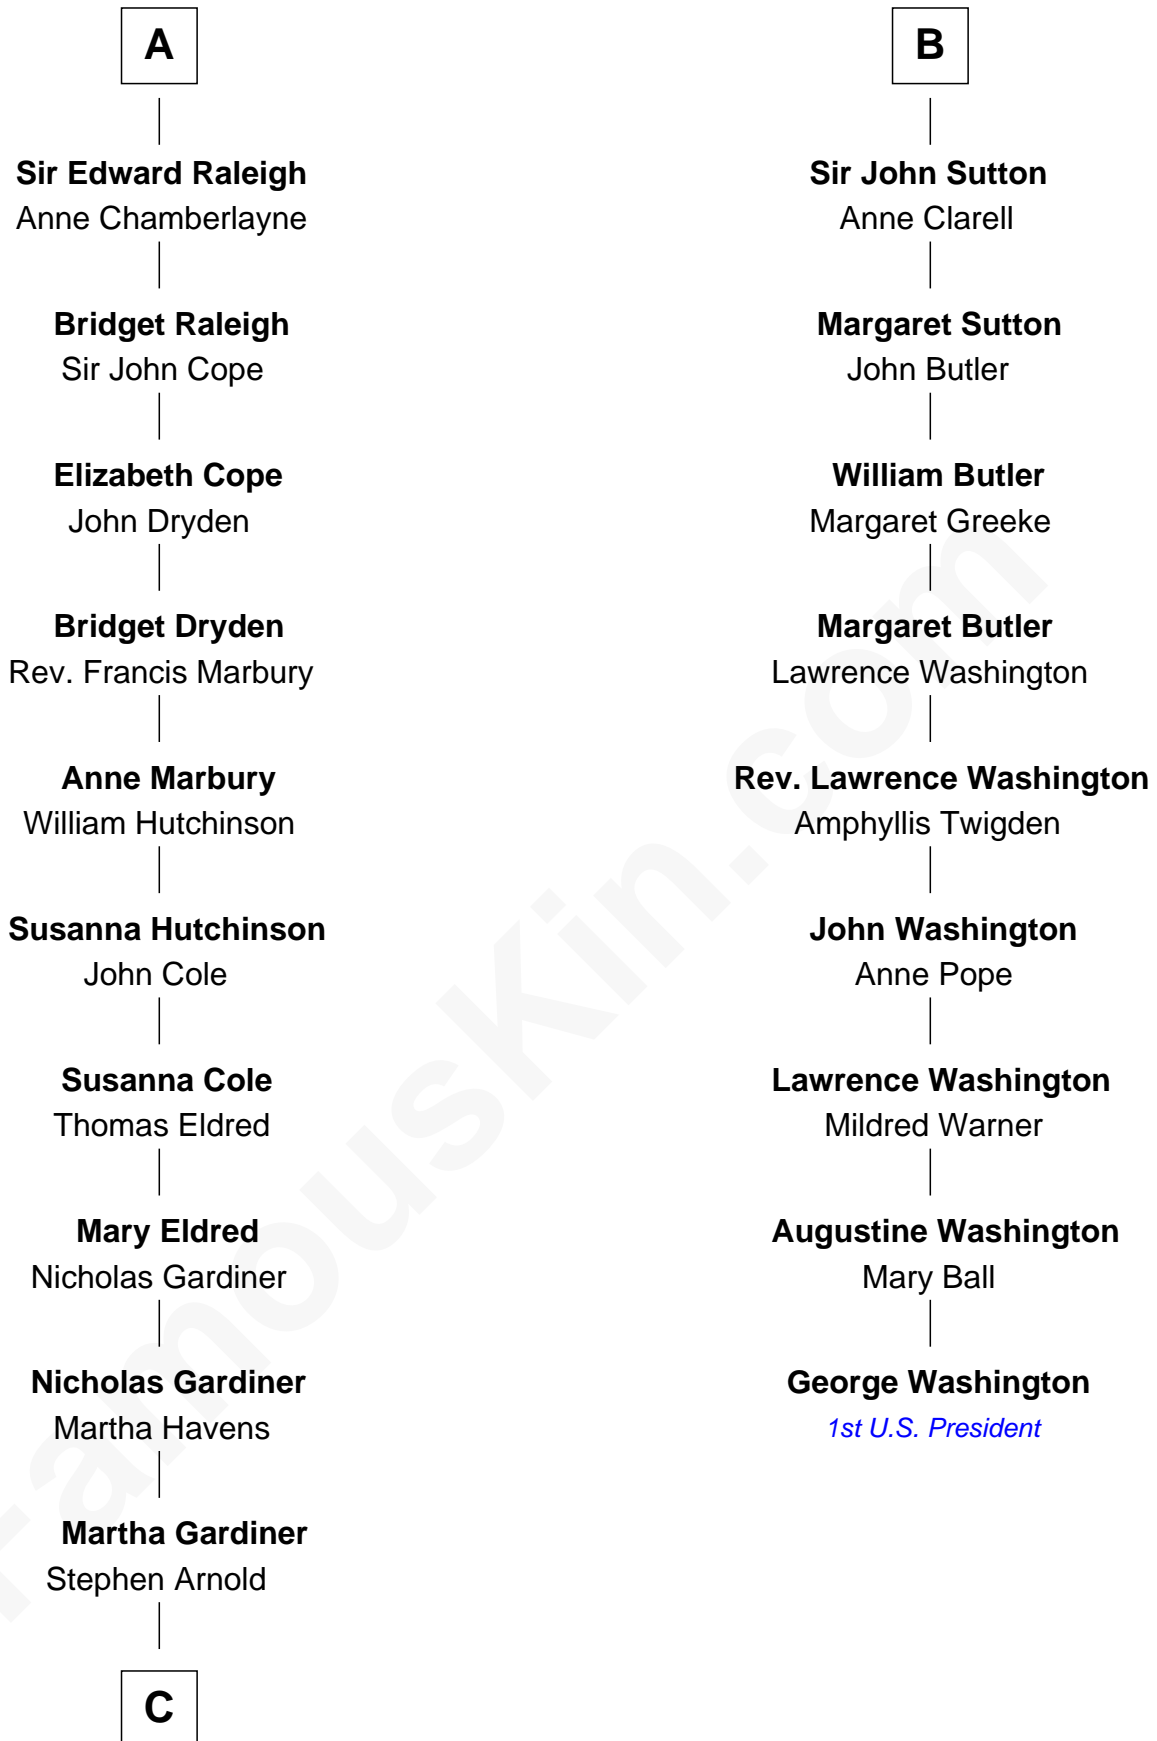 A
Sir Edward Raleigh
Anne Chamberlayne
Bridget Raleigh
Sir John Cope
Elizabeth Cope
John Dryden
Bridget Dryden
Rev. Francis Marbury
Anne Marbury
William Hutchinson
Susanna Hutchinson
John Cole
Susanna Cole
Thomas Eldred
Mary Eldred
Nicholas Gardiner
Nicholas Gardiner
Martha Havens
Martha Gardiner
Stephen Arnold
C
B
Sir John Sutton
Anne Clarell
Margaret Sutton
John Butler
William Butler
Margaret Greeke
Margaret Butler
Lawrence Washington
Rev. Lawrence Washington
Amphyllis Twigden
John Washington
Anne Pope
Lawrence Washington
Mildred Warner
Augustine Washington
Mary Ball
George Washington
1st U.S. President
FamousKin.com